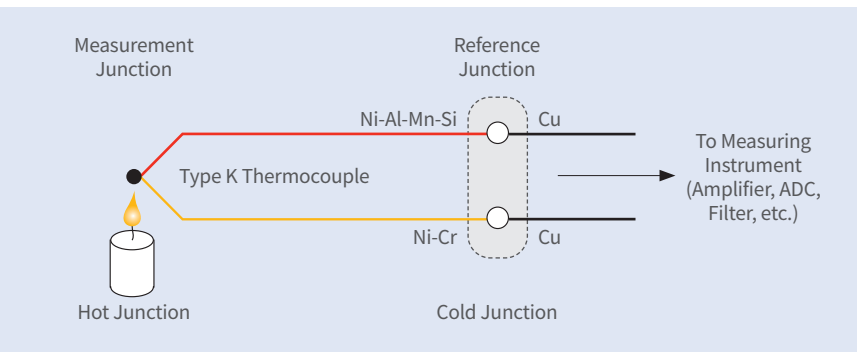 Measurement
Junction
Reference
Junction
Ni-Al-Mn-Si
Cu
To Measuring
Instrument
(Amplifier, ADC,
Filter, etc.)
Type K Thermocouple
Ni-Cr
Cu
Hot Junction
Cold Junction